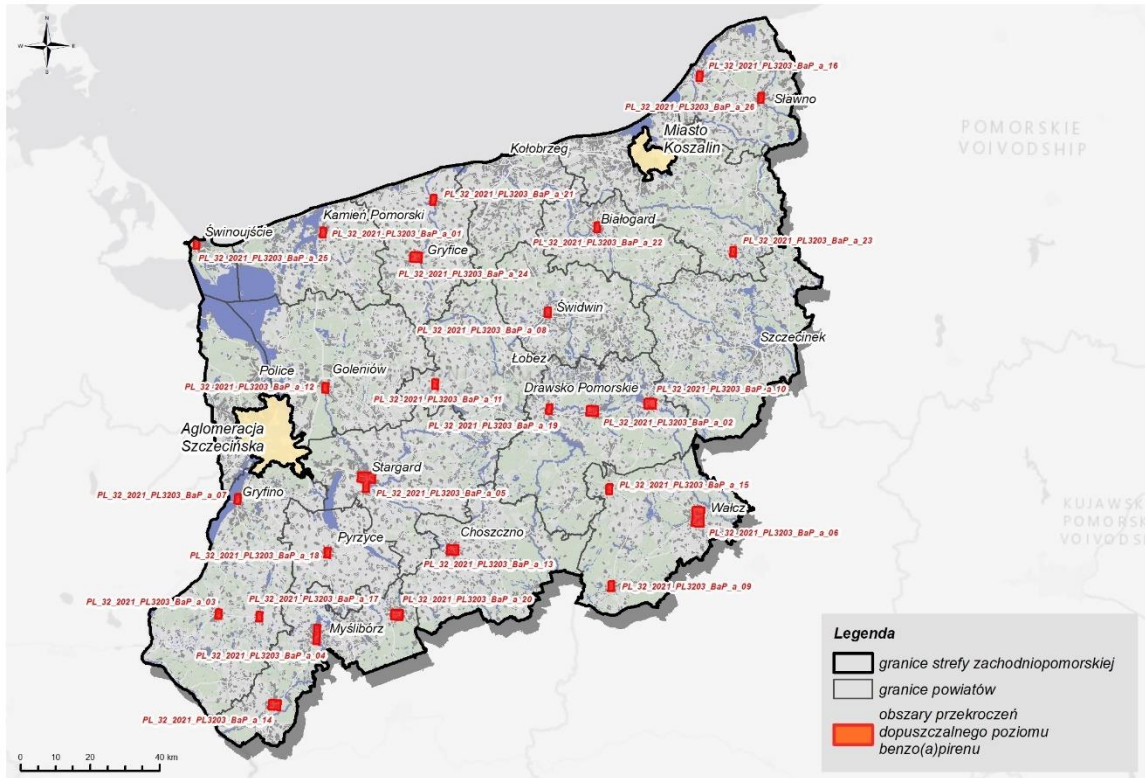 N
W
E
S
PL_32_2021_PL3203_BaP_a_16
PL_32_2021_PL3203_BaP_a_26
Sławno
Miasto
Koszalin
POMORSKIE
VOIVODSHIP
Kołobrzeg
PL_32_2021_PL3203_BaP_a_21
Kamień Pomorski
PL_32_2021_PL3203_BaP_a_01
Białogard
PL_32_2021_PL3203_BaP_a_22
PL_32_2021_PL3203_BaP_a_23
Świnoujście
PL_32_2021_PL3203_BaP_a_25
Gryfice
PL_32_2021_PL3203_BaP_a_24
Świdwin
PL_32_2021_PL3203_BaP_a_08
Szczecinek
Łobez
Police
Goleniów
PL_32_2021_PL3203_BaP_a_12
PL_32_2021_PL3203_BaP_a_11
Drawsko Pomorskie
PL_32_2021_PL3203_BaP_a_10
PL_32_2021_PL3203_BaP_a_19
PL_32_2021_PL3203_BaP_a_02
Aglomeracja
Szczecińska
Stargard
PL_32_2021_PL3203_BaP_a_05
PL_32_2021_PL3203_BaP_a_07
Gryfino
PL_32_2021_PL3203_BaP_a_15
Wałcz
PL_32_2021_PL3203_BaP_a_06
KUJAWSK
POMORS
VOIVODSH
Pyrzyce
PL_32_2021_PL3203_BaP_a_18
Choszczno
PL_32_2021_PL3203_BaP_a_13
PL_32_2021_PL3203_BaP_a_09
PL_32_2021_PL3203_BaP_a_03
PL_32_2021_PL3203_BaP_a_17
PL_32_2021_PL3203_BaP_a_20
Myślibórz
PL_32_2021_PL3203_BaP_a_04
PL_32_2021_PL3203_BaP_a_14
Legenda
granice strefy zachodniopomorskiej
granice powiatów
obszary przekroczeń
dopuszczalnego poziomu
benzo(a)pirenu
0 10 20 40 km